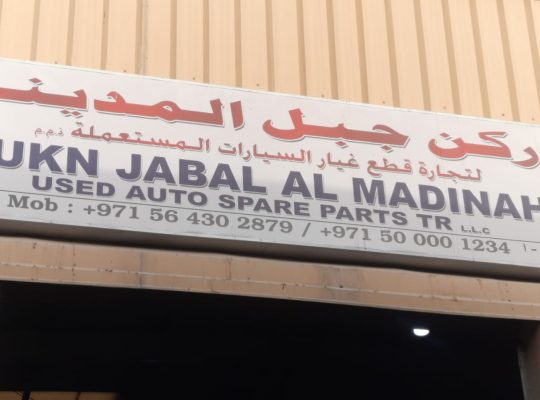 ركن جبل المدينـ
لتجارة قطع غيار السيارات المستعملة ذ.م.م
UKN JABAL AL MADINAH
USED AUTO SPARE PARTS TR L.L.C
Mob : +971 56 430 2879 / +971 50 000 1234